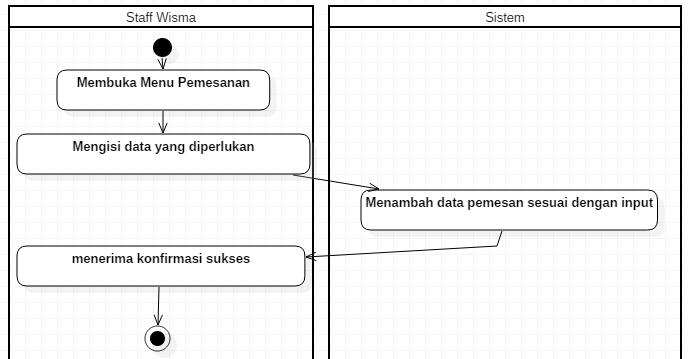 Staff Wisma
Sistem
Membuka Menu Pemesanan
Mengisi data yang diperlukan
Menambah data pemesan sesuai dengan input
menerima konfirmasi sukses